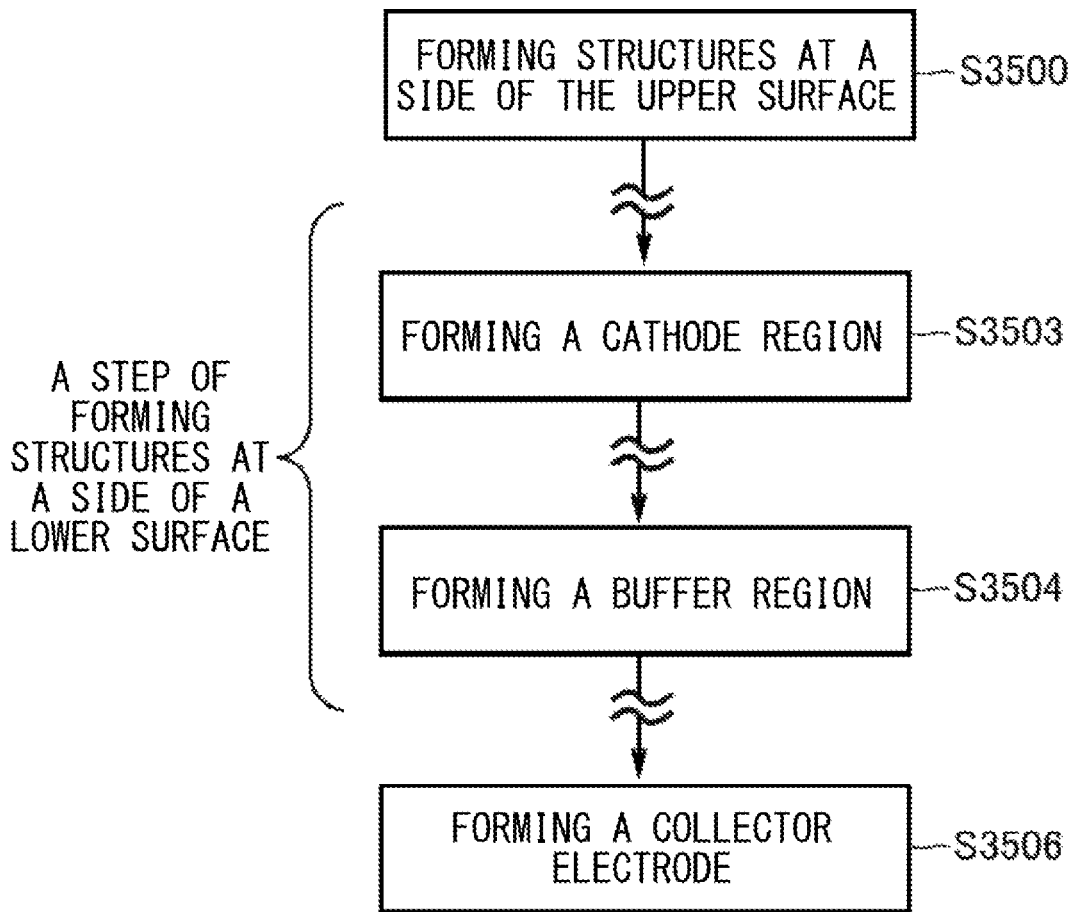 FORMING STRUCTURES AT A
SIDE OF THE UPPER SURFACE
S3500
FORMING A CATHODE REGION
S3503
A STEP OF
FORMING
STRUCTURES AT
A SIDE OF A
LOWER SURFACE
FORMING A BUFFER REGION
S3504
FORMING A COLLECTOR
ELECTRODE
S3506